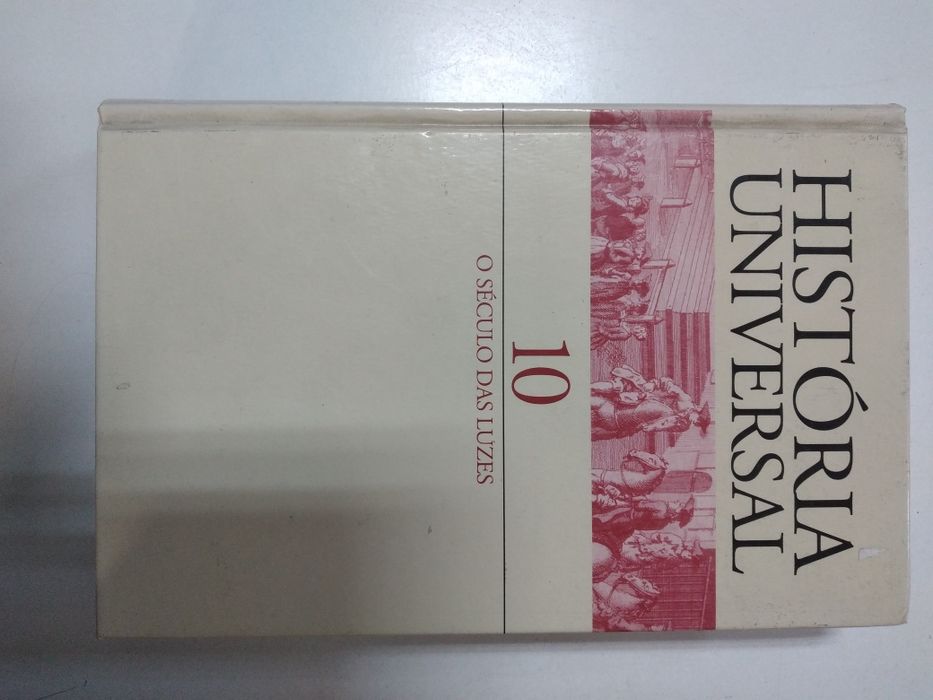 HISTÓRIA
UNIVERSAL
10
O SÉCULO DAS LUZES